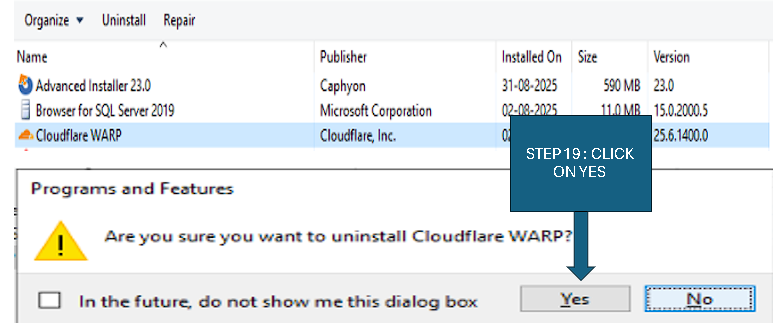 Organize Uninstall Repair
Name Publisher Installed On Size Version
Advanced Installer 23.0 Caphyon 31-08-2025 590 MB 23.0
Browser for SQL Server 2019 Microsoft Corporation 02-08-2025 11.0 MB 15.0.2000.5
Cloudflare WARP Cloudflare, Inc. 25.6.1400.0
STEP 19 : CLICK
ON YES
Programs and Features
Are you sure you want to uninstall Cloudflare WARP?
In the future, do not show me this dialog box Yes No